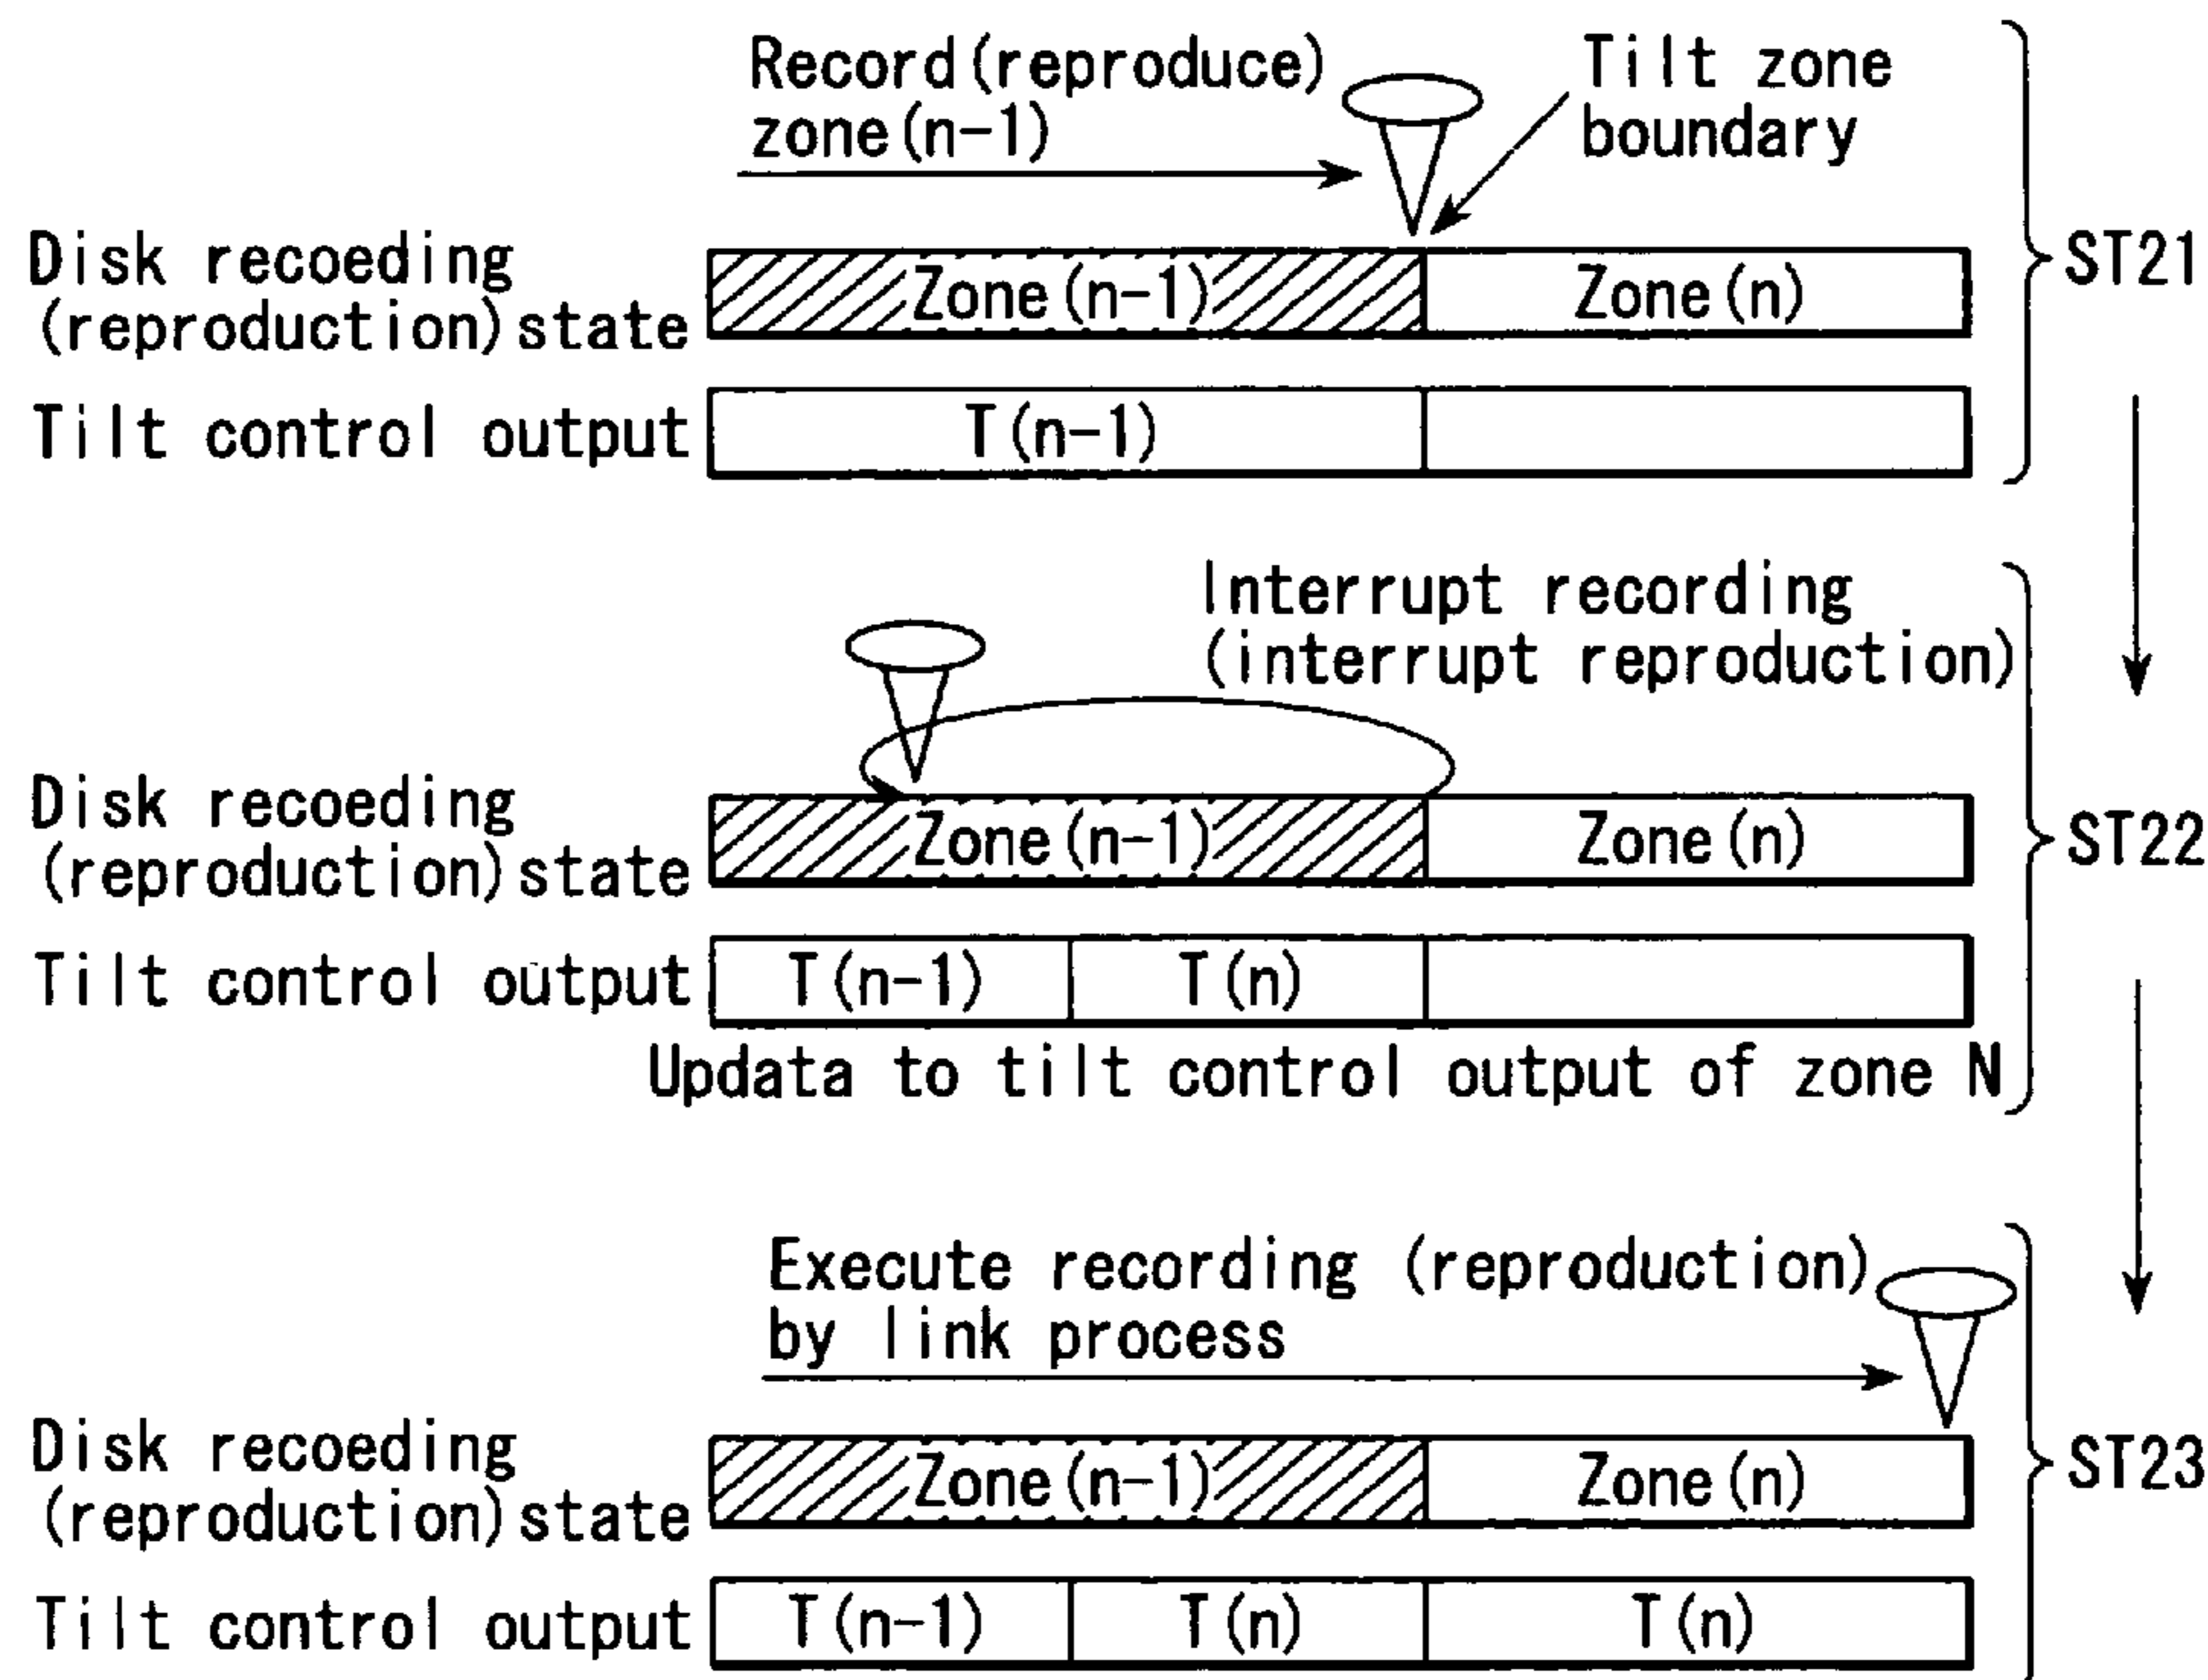 Record(reproduce)
zone(n-1)
Tilt zone
boundary
Disk recoeding
(reproduction)state
Zone(n-1)
Zone(n)
ST21
Tilt control output
T(n-1)
Interrupt recording
(interrupt reproduction)
Disk recoeding
(reproduction)state
Zone(n-1)
Zone(n)
ST22
Tilt control output
T(n-1)
T(n)
Updata to tilt control output of zone N
Execute recording (reproduction)
by link process
Disk recoeding
(reproduction)state
Zone(n-1)
Zone(n)
ST23
Tilt control output
T(n-1)
T(n)
T(n)